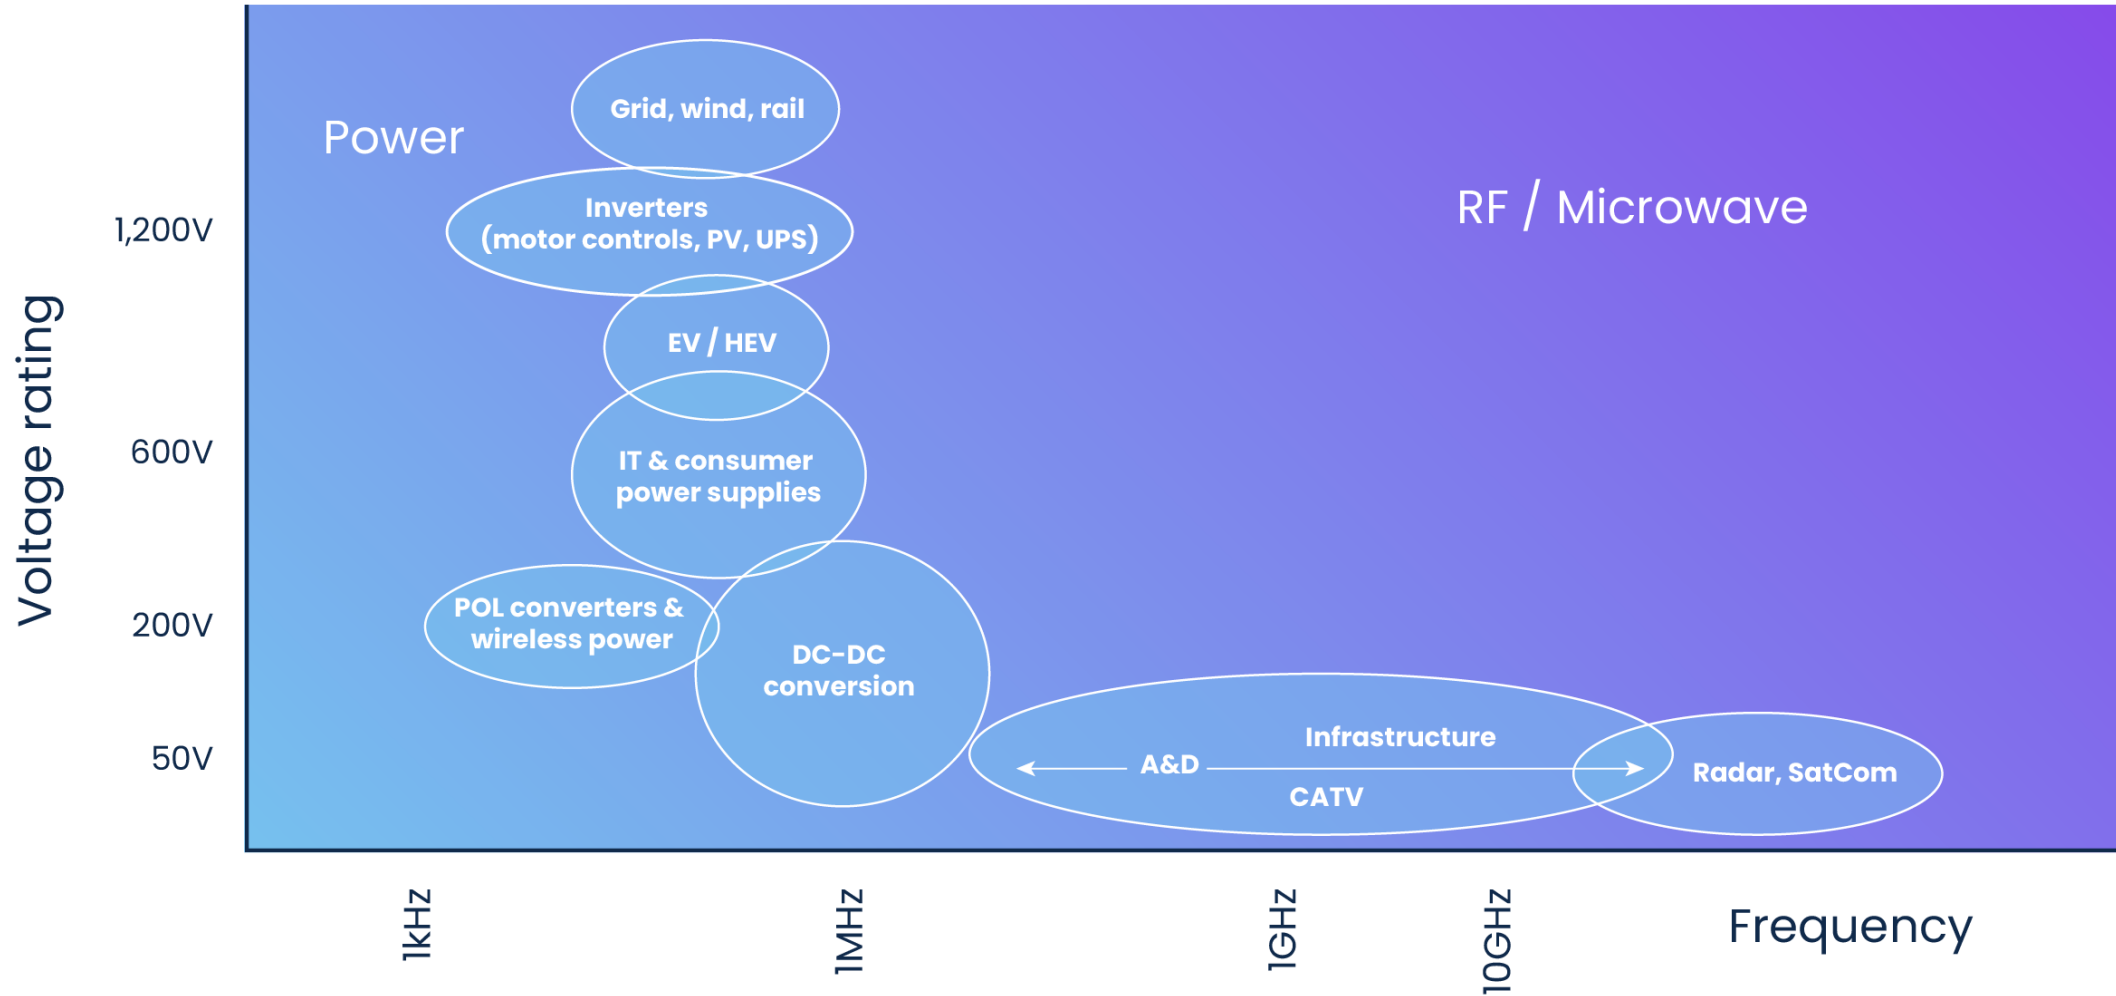 Power
RF / Microwave
Grid, wind, rail
Inverters
(motor controls, PV, UPS)
EV / HEV
IT & consumer
power supplies
POL converters &
wireless power
DC-DC
conversion
Infrastructure
A&D
CATV
Radar, SatCom
Voltage rating
1,200V
600V
200V
50V
1kHz
1MHz
1GHz
10GHz
Frequency